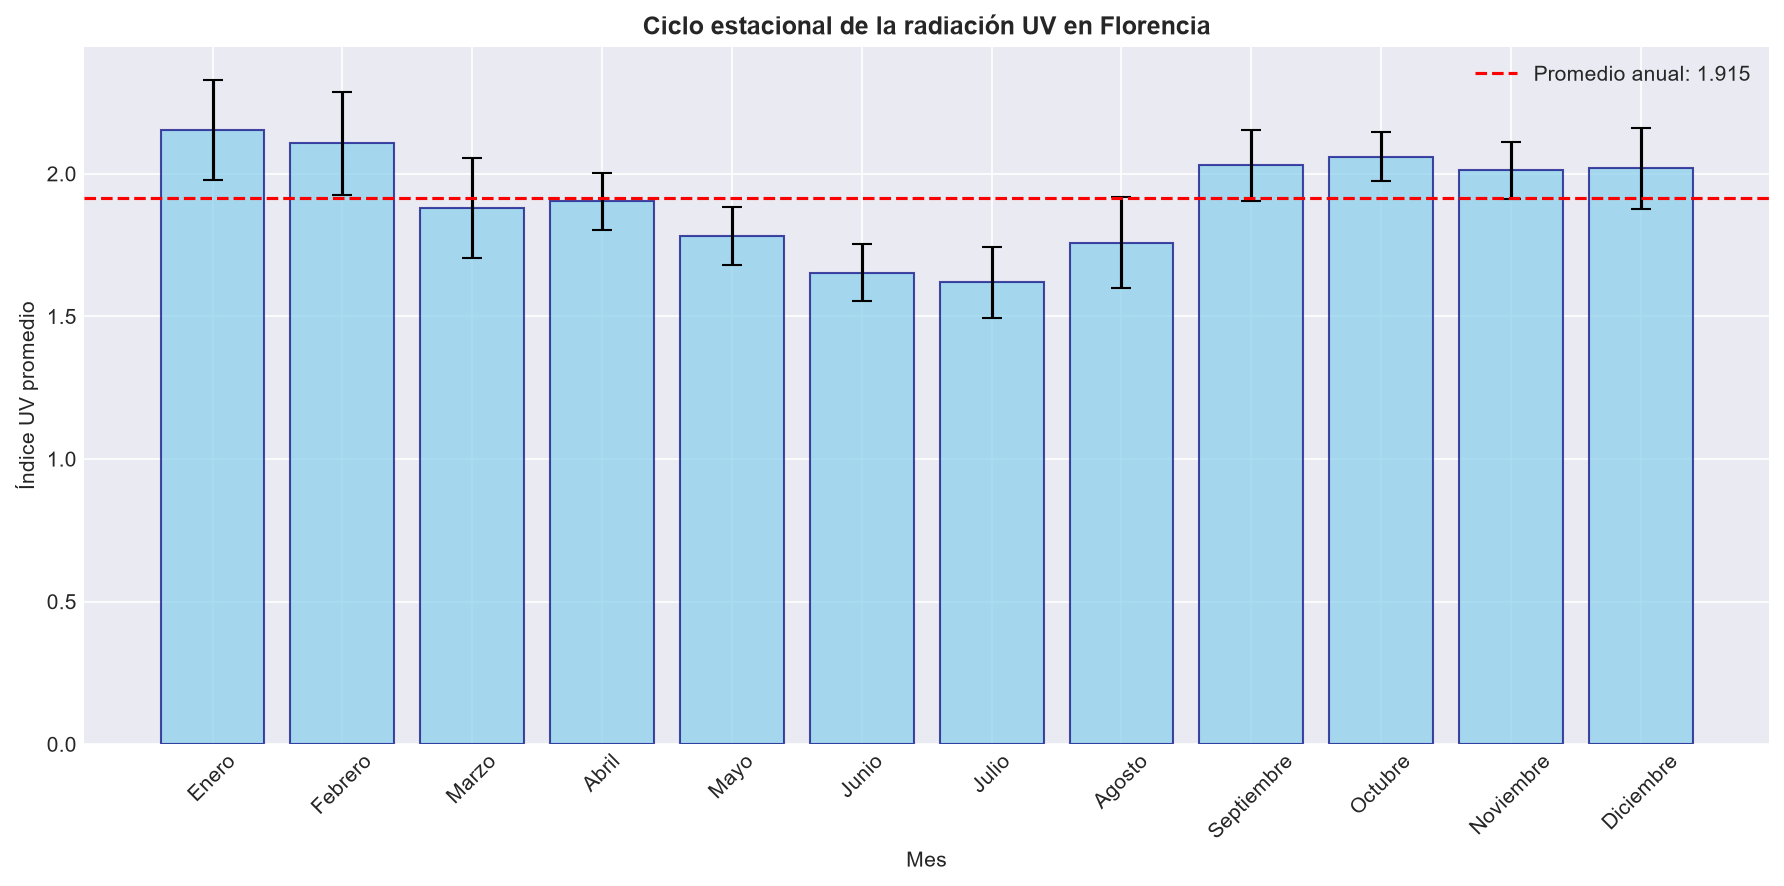 Ciclo estacional de la radiación UV en Florencia
Promedio anual: 1.915
Índice UV promedio
2.0
1.5
1.0
0.5
0.0
Enero
Febrero
Marzo
Abril
Mayo
Junio
Julio
Agosto
Septiembre
Octubre
Noviembre
Diciembre
Mes